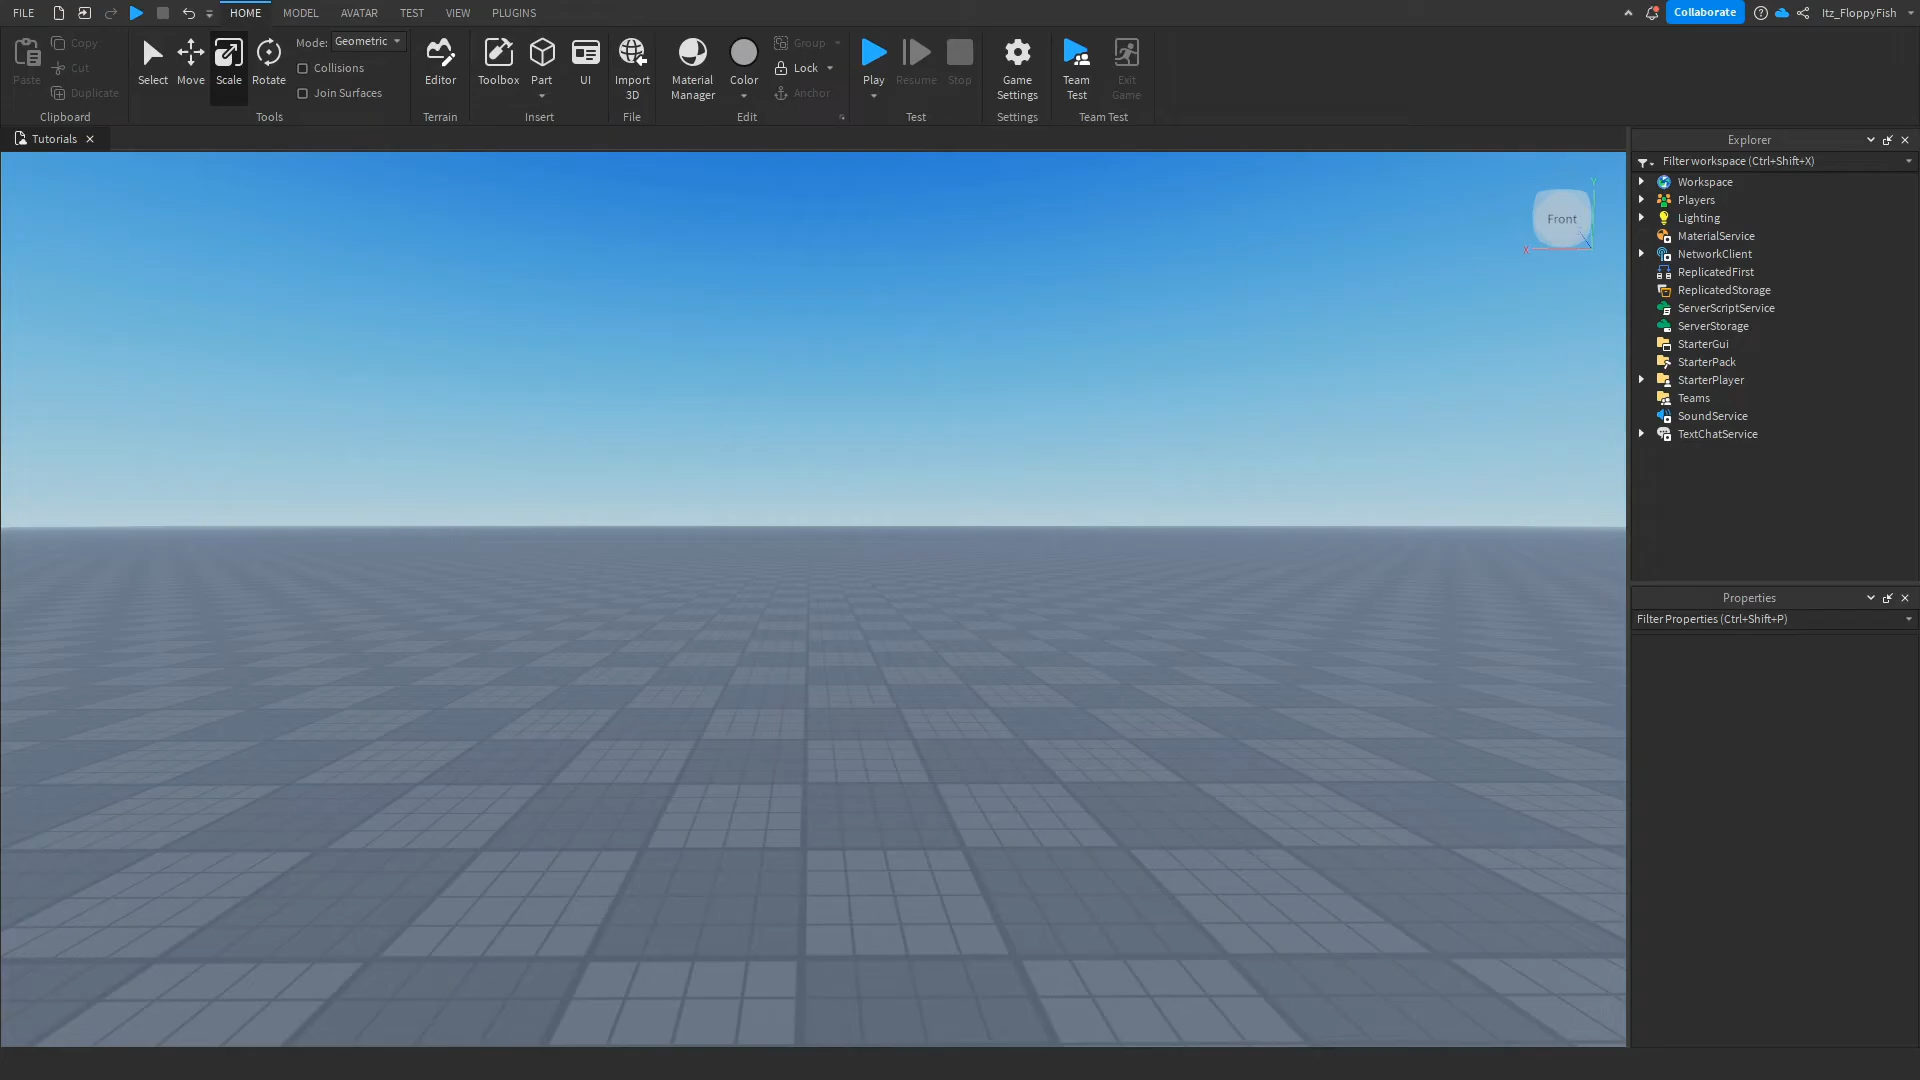 FILE HOME MODEL AVATAR TEST VIEW PLUGINS Collaborate Itz_FloppyFish
Paste
Copy
Cut
Duplicate
Clipboard
Select Move Scale Rotate
Mode: Geometric
Collisions
Join Surfaces
Tools
Editor
Terrain
Toolbox Part UI
Insert
Import
3D
File
Material
Manager
Color
Group
Lock
Anchor
Edit
Play Resume Stop
Test
Game
Settings
Settings
Team
Test
Exit
Game
Team Test
Tutorials
Front
Y
X
Explorer
Filter workspace (Ctrl+Shift+X)
Workspace
Players
Lighting
MaterialService
NetworkClient
ReplicatedFirst
ReplicatedStorage
ServerScriptService
ServerStorage
StarterGui
StarterPack
StarterPlayer
Teams
SoundService
TextChatService
Properties
Filter Properties (Ctrl+Shift+P)